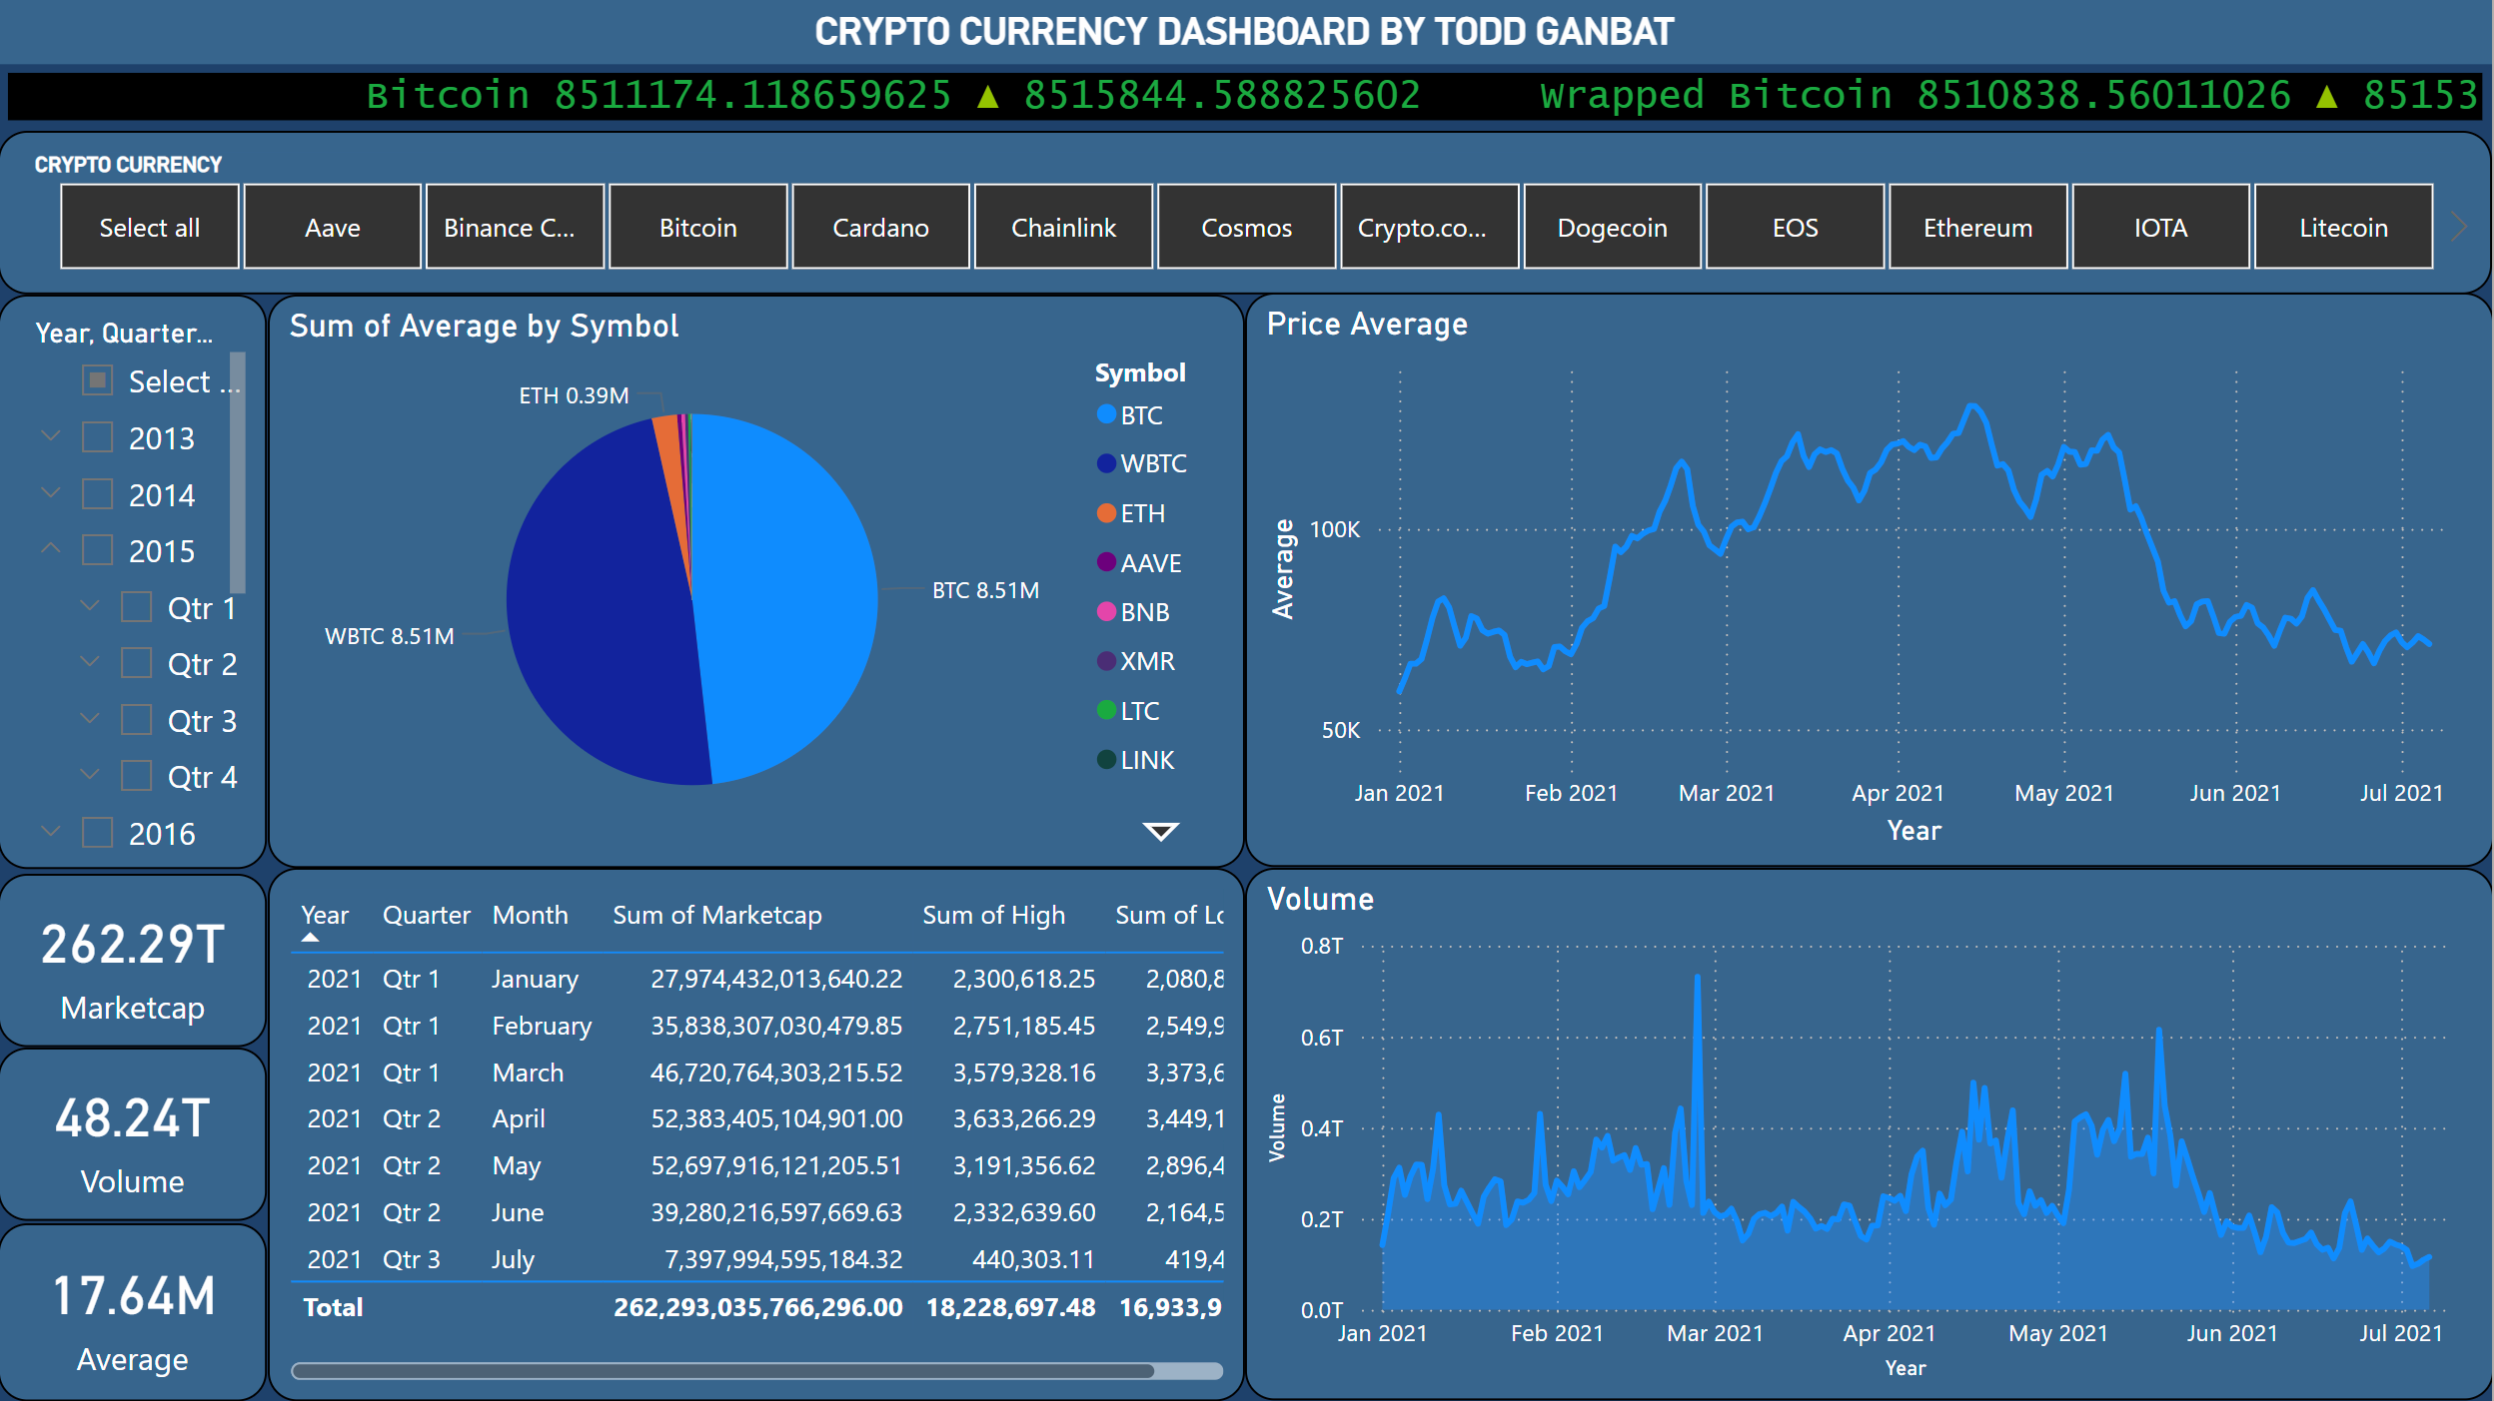 CRYPTO CURRENCY DASHBOARD BY TODD GANBAT
Bitcoin 8511174.118659625 ▲ 8515844.588825602 Wrapped Bitcoin 8510838.56011026 ▲ 85153
CRYPTO CURRENCY
Select all Aave Binance C... Bitcoin Cardano Chainlink Cosmos Crypto.co... Dogecoin EOS Ethereum IOTA Litecoin
Year, Quarter...
Select ...
2013
2014
2015
Qtr 1
Qtr 2
Qtr 3
Qtr 4
2016
Sum of Average by Symbol
ETH 0.39M
BTC 8.51M
WBTC 8.51M
Symbol
BTC
WBTC
ETH
AAVE
BNB
XMR
LTC
LINK
Price Average
Average
100K
50K
Jan 2021 Feb 2021 Mar 2021 Apr 2021 May 2021 Jun 2021 Jul 2021
Year
262.29T
Marketcap
48.24T
Volume
17.64M
Average
Year Quarter Month Sum of Marketcap Sum of High Sum of Lo
2021 Qtr 1 January 27,974,432,013,640.22 2,300,618.25 2,080,8
2021 Qtr 1 February 35,838,307,030,479.85 2,751,185.45 2,549,9
2021 Qtr 1 March 46,720,764,303,215.52 3,579,328.16 3,373,6
2021 Qtr 2 April 52,383,405,104,901.00 3,633,266.29 3,449,1
2021 Qtr 2 May 52,697,916,121,205.51 3,191,356.62 2,896,4
2021 Qtr 2 June 39,280,216,597,669.63 2,332,639.60 2,164,5
2021 Qtr 3 July 7,397,994,595,184.32 440,303.11 419,4
Total 262,293,035,766,296.00 18,228,697.48 16,933,9
Volume
Volume
0.8T
0.6T
0.4T
0.2T
0.0T
Jan 2021 Feb 2021 Mar 2021 Apr 2021 May 2021 Jun 2021 Jul 2021
Year